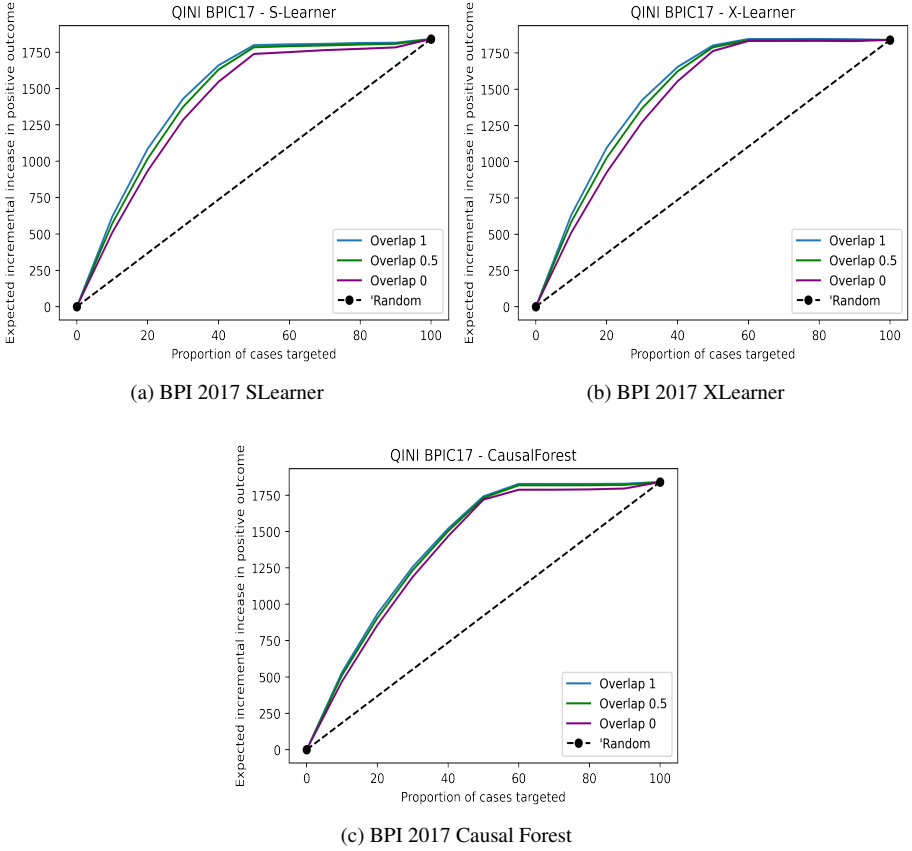 QINI BPIC17 - S-Learner
Expected incremental incease in positive outcome
1750
1500
1250
1000
750
500
250
0
Overlap 1
Overlap 0.5
Overlap 0
'Random
0 20 40 60 80 100
Proportion of cases targeted
(a) BPI 2017 SLearner
QINI BPIC17 - X-Learner
Expected incremental incease in positive outcome
1750
1500
1250
1000
750
500
250
0
Overlap 1
Overlap 0.5
Overlap 0
'Random
0 20 40 60 80 100
Proportion of cases targeted
(b) BPI 2017 XLearner
QINI BPIC17 - CausalForest
Expected incremental incease in positive outcome
1750
1500
1250
1000
750
500
250
0
Overlap 1
Overlap 0.5
Overlap 0
'Random
0 20 40 60 80 100
Proportion of cases targeted
(c) BPI 2017 Causal Forest